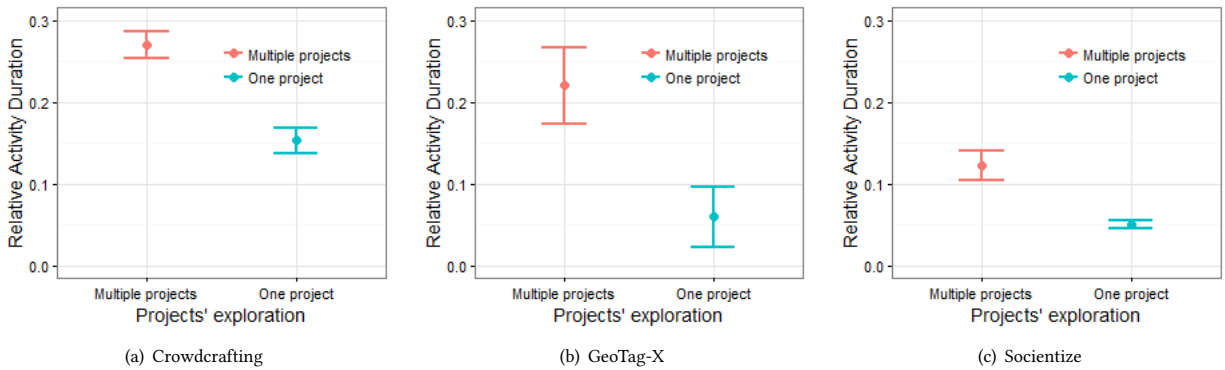 Relative Activity Duration
0.3
0.2
0.1
0.0
Multiple projects
One project
Multiple projects
One project
Projects' exploration
(a) Crowdcrafting
Relative Activity Duration
0.3
0.2
0.1
0.0
Multiple projects
One project
Multiple projects
One project
Projects' exploration
(b) GeoTag-X
Relative Activity Duration
0.3
0.2
0.1
0.0
Multiple projects
One project
Multiple projects
One project
Projects' exploration
(c) Socientize